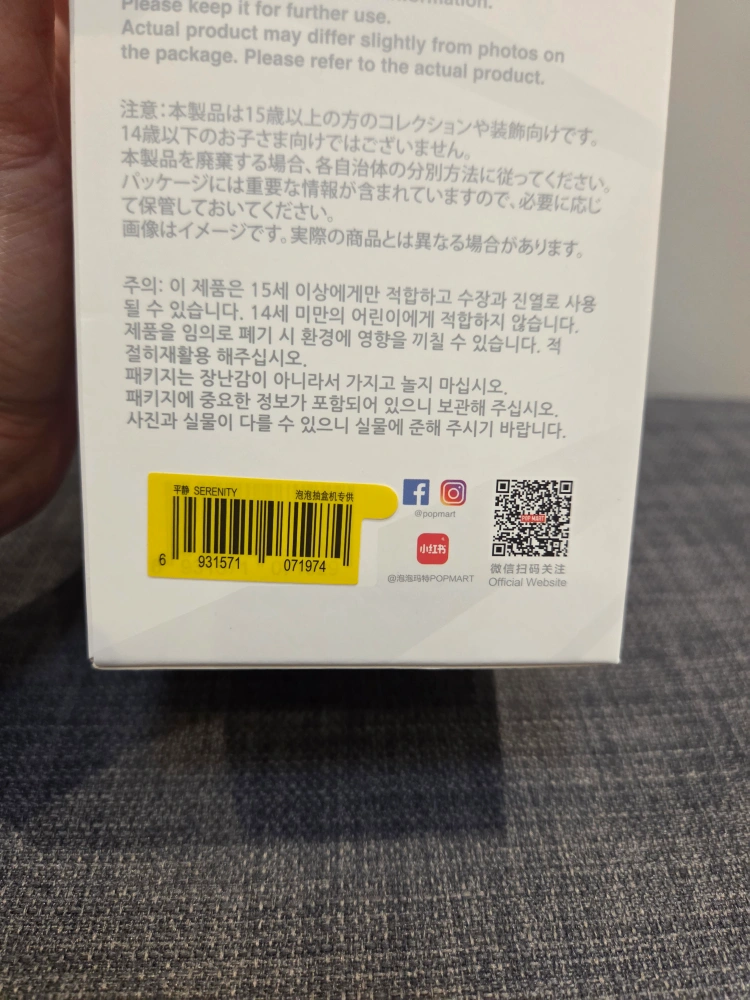 Please keep it for further use.
Actual product may differ slightly from photos on
the package. Please refer to the actual product.
注意：本製品は15歳以上の方のコレクションや装飾向けです。
14歳以下のお子さま向けではございません。
本製品を廃棄する場合、各自治体の分別方法に従ってください。
パッケージには重要な情報が含まれていますので、必要に応じ
て保管しておいてください。
画像はイメージです。実際の商品とは異なる場合があります。
주의: 이 제품은 15세 이상에게만 적합하고 수장과 진열로 사용
될 수 있습니다. 14세 미만의 어린이에게 적합하지 않습니다.
제품을 임의로 폐기 시 환경에 영향을 끼칠 수 있습니다. 적
절히재활용 해주십시오.
패키지는 장난감이 아니라서 가지고 놀지 마십시오.
패키지에 중요한 정보가 포함되어 있으니 보관해 주십시오.
사진과 실물이 다를 수 있으니 실물에 준해 주시기 바랍니다.
平静 SERENITY 泡泡抽盒机专供
6 931571 071974
@popmart
小红书
@泡泡玛特POPMART
POP MART
微信扫码关注
Official Website